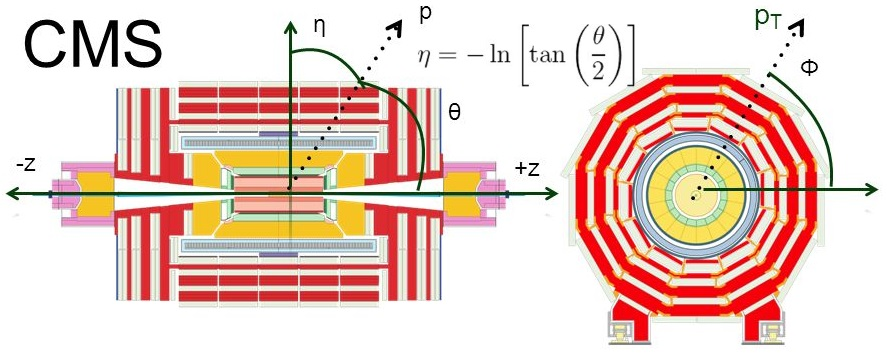 CMS
η
p
η = − ln [ tan ( θ / 2 ) ]
pT
Φ
θ
-z
+z